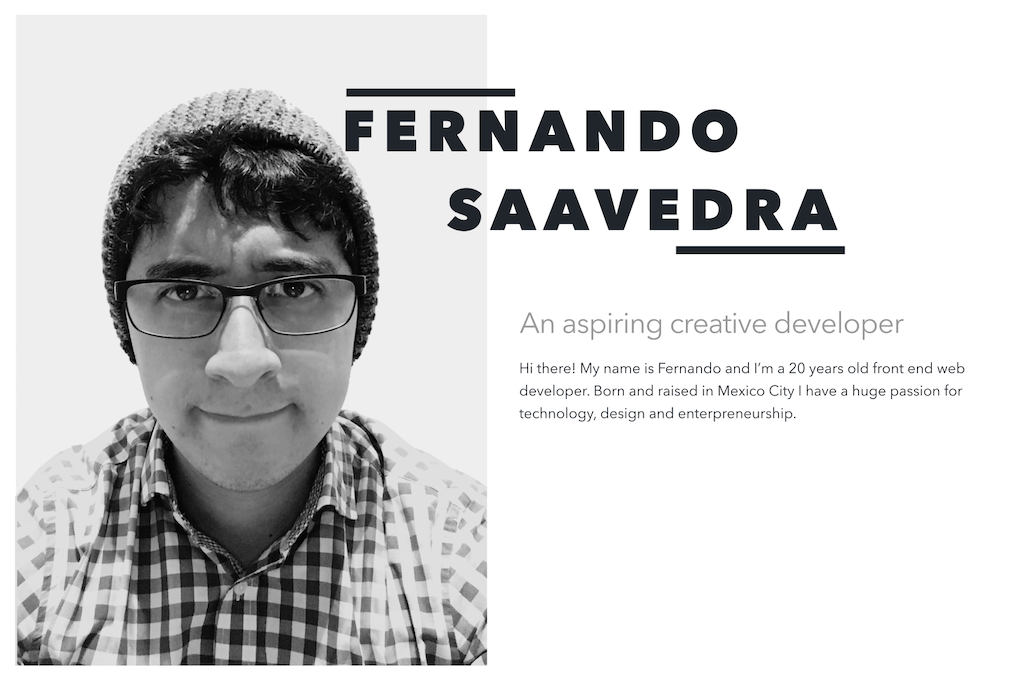 FERNANDO
SAAVEDRA
An aspiring creative developer
Hi there! My name is Fernando and I’m a 20 years old front end web
developer. Born and raised in Mexico City I have a huge passion for
technology, design and enterpreneurship.